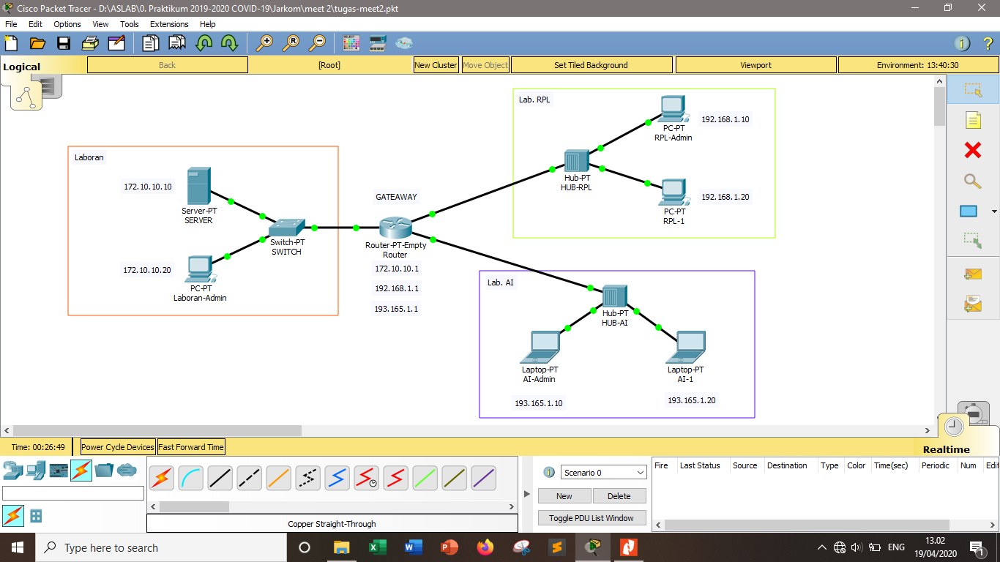 Cisco Packet Tracer - D:\ASLAB\0. Praktikum 2019-2020 COVID-19\Jarkom\meet 2\tugas-meet2.pkt
File Edit Options View Tools Extensions Help
Logical
Back
[Root]
New Cluster
Move Object
Set Tiled Background
Viewport
Environment: 13:40:30
Laboran
172.10.10.10
Server-PT
SERVER
Switch-PT
SWITCH
172.10.10.20
PC-PT
Laboran-Admin
GATEAWAY
Router-PT-Empty
Router
172.10.10.1
192.168.1.1
193.165.1.1
Lab. RPL
PC-PT
RPL-Admin
192.168.1.10
Hub-PT
HUB-RPL
PC-PT
RPL-1
192.168.1.20
Lab. AI
Hub-PT
HUB-AI
Laptop-PT
AI-Admin
193.165.1.10
Laptop-PT
AI-1
193.165.1.20
Time: 00:26:49
Power Cycle Devices
Fast Forward Time
Realtime
Scenario 0
New
Delete
Toggle PDU List Window
Fire Last Status Source Destination Type Color Time(sec) Periodic Num Edit
Copper Straight-Through
Type here to search
ENG
13.02
19/04/2020
1